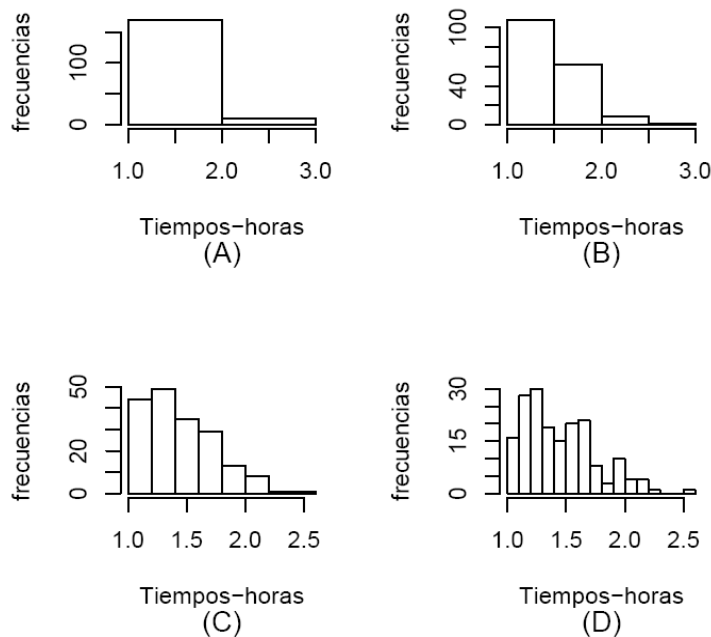 frecuencias
100
0
1.0 2.0 3.0
Tiempos-horas
(A)
frecuencias
100
40
0
1.0 2.0 3.0
Tiempos-horas
(B)
frecuencias
50
20
0
1.0 1.5 2.0 2.5
Tiempos-horas
(C)
frecuencias
30
15
0
1.0 1.5 2.0 2.5
Tiempos-horas
(D)